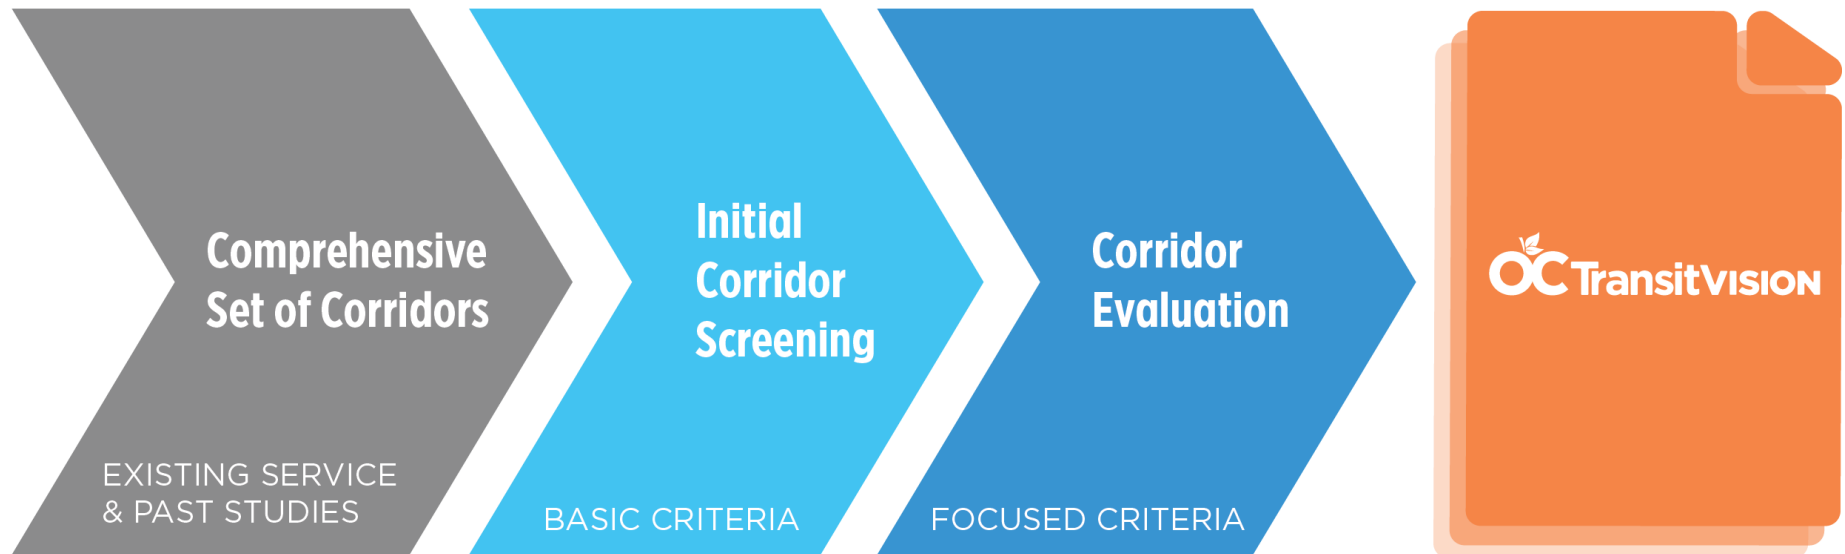 Comprehensive
Set of Corridors
EXISTING SERVICE
& PAST STUDIES
Initial
Corridor
Screening
BASIC CRITERIA
Corridor
Evaluation
FOCUSED CRITERIA
OC TransitVISION